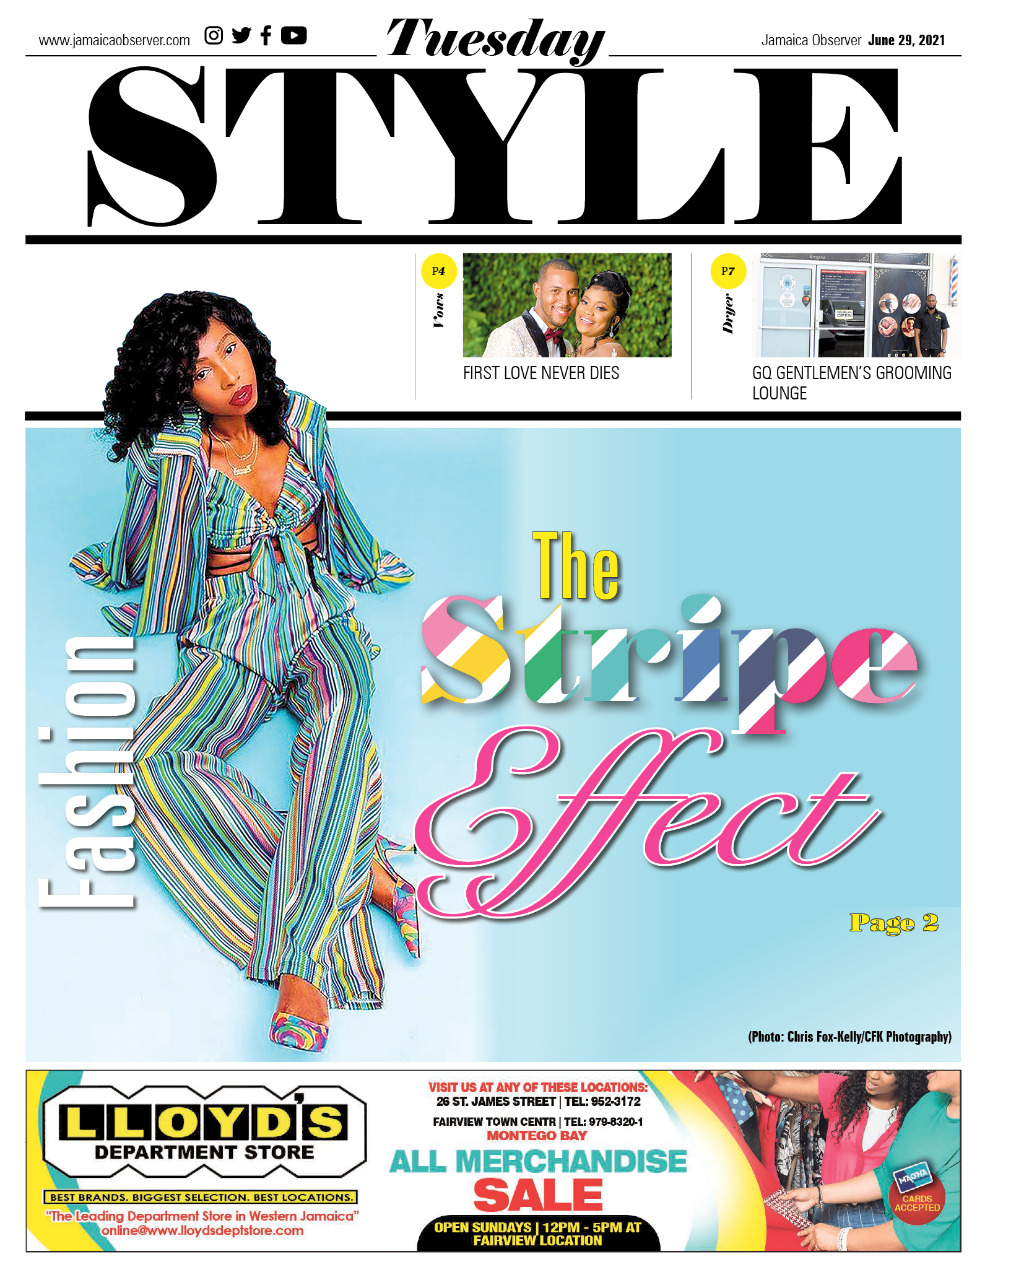 www.jamaicaobserver.com
Tuesday
Jamaica Observer June 29, 2021
STYLE
P4
Vows
FIRST LOVE NEVER DIES
P7
Dryer
GQ GENTLEMEN'S GROOMING
LOUNGE
Fashion
The
Stripe
Effect
Page 2
(Photo: Chris Fox-Kelly/CFK Photography)
LLOYD'S
DEPARTMENT STORE
BEST BRANDS. BIGGEST SELECTION. BEST LOCATIONS.
"The Leading Department Store in Western Jamaica"
online@www.lloydsdeptstore.com
VISIT US AT ANY OF THESE LOCATIONS:
26 ST. JAMES STREET | TEL: 952-3172
FAIRVIEW TOWN CENTR | TEL: 979-8320-1
MONTEGO BAY
ALL MERCHANDISE
SALE
OPEN SUNDAYS | 12PM - 5PM AT
FAIRVIEW LOCATION
MAGNA
CARDS
ACCEPTED